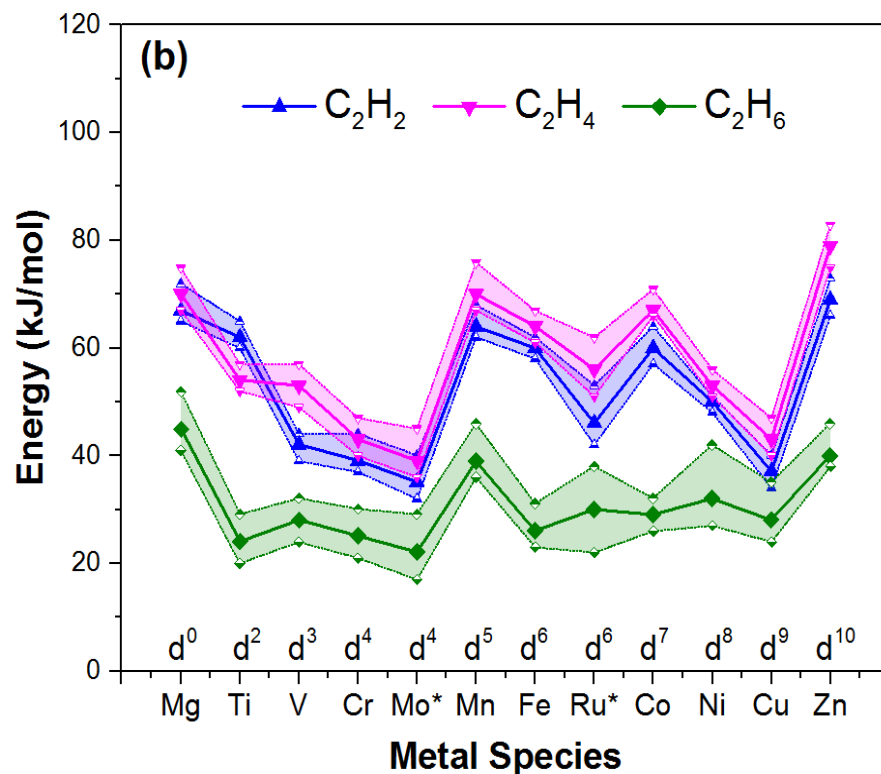 120
(b)
C₂H₂ C₂H₄ C₂H₆
100
80
60
40
20
0
Energy (kJ/mol)
d⁰ d² d³ d⁴ d⁴ d⁵ d⁶ d⁶ d⁷ d⁸ d⁹ d¹⁰
Mg Ti V Cr Mo* Mn Fe Ru* Co Ni Cu Zn
Metal Species